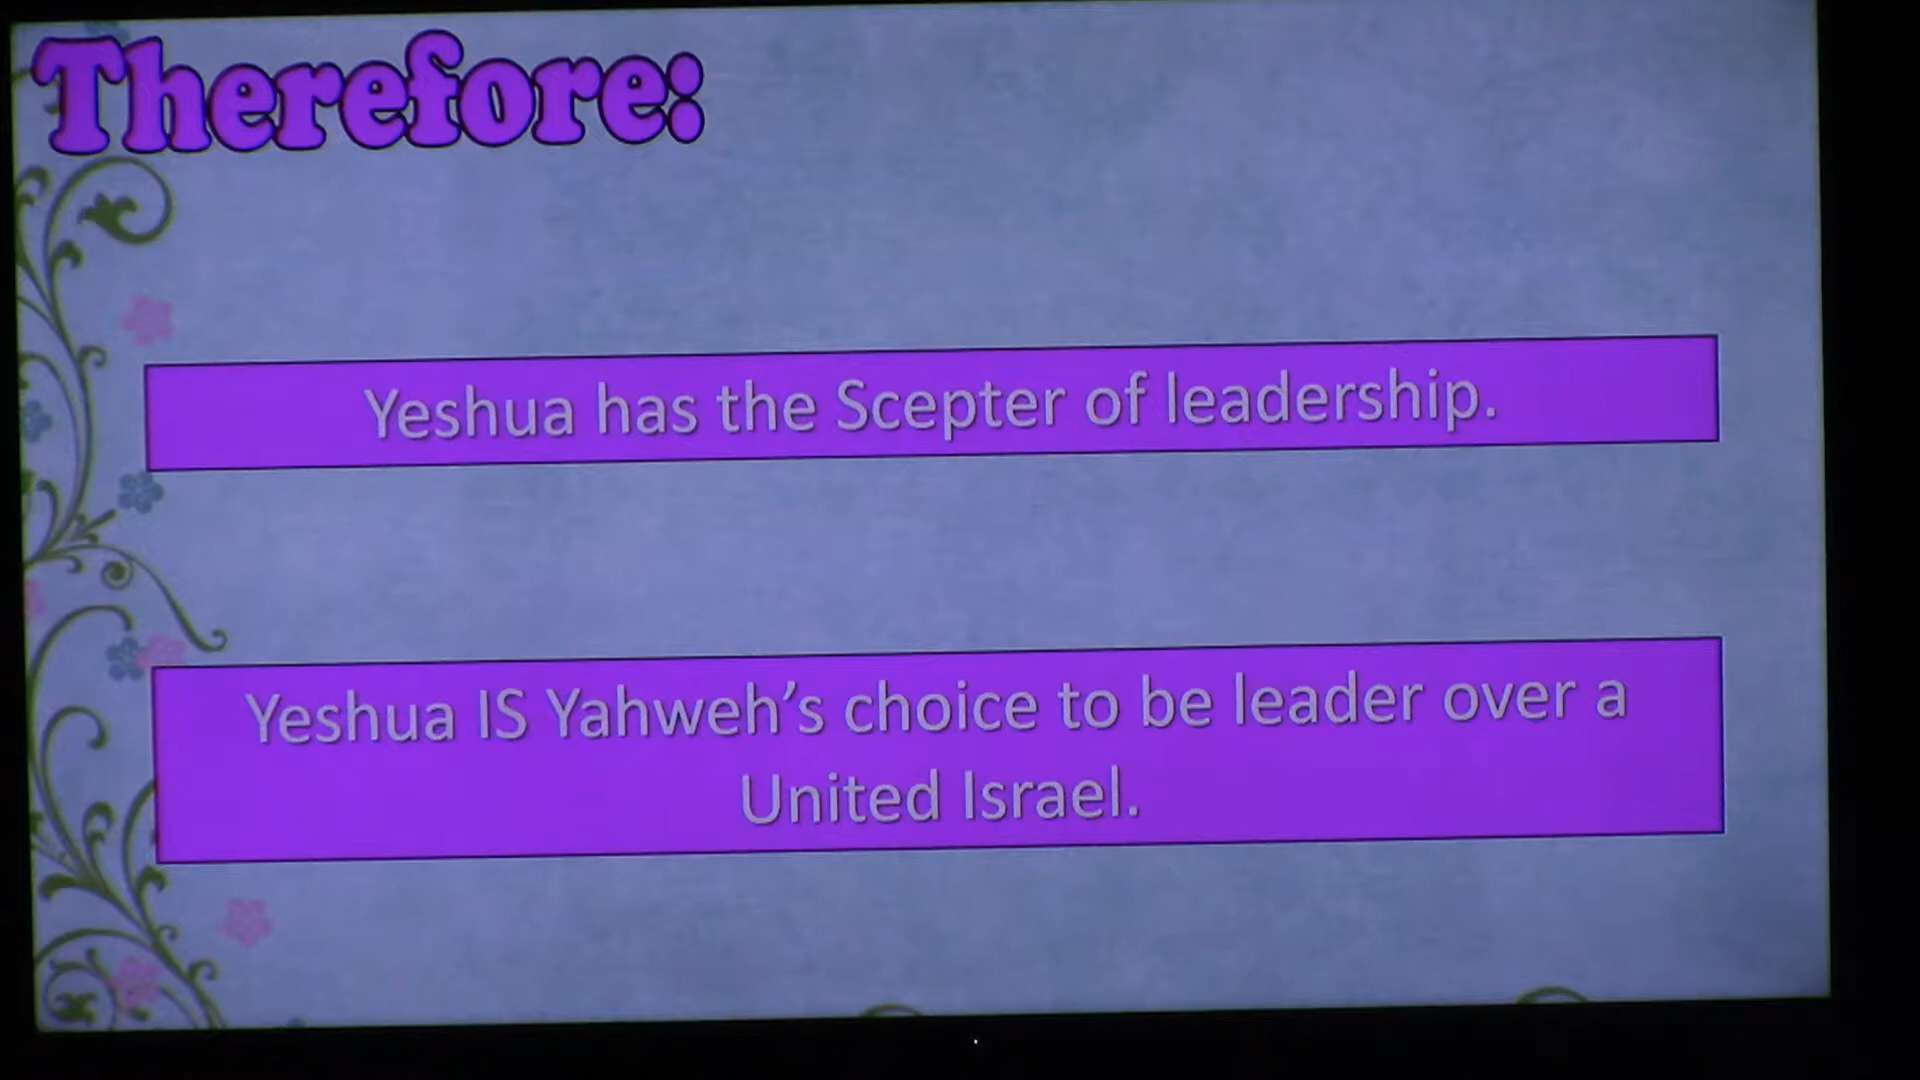 Therefore:
Yeshua has the Scepter of leadership.
Yeshua IS Yahweh's choice to be leader over a
United Israel.